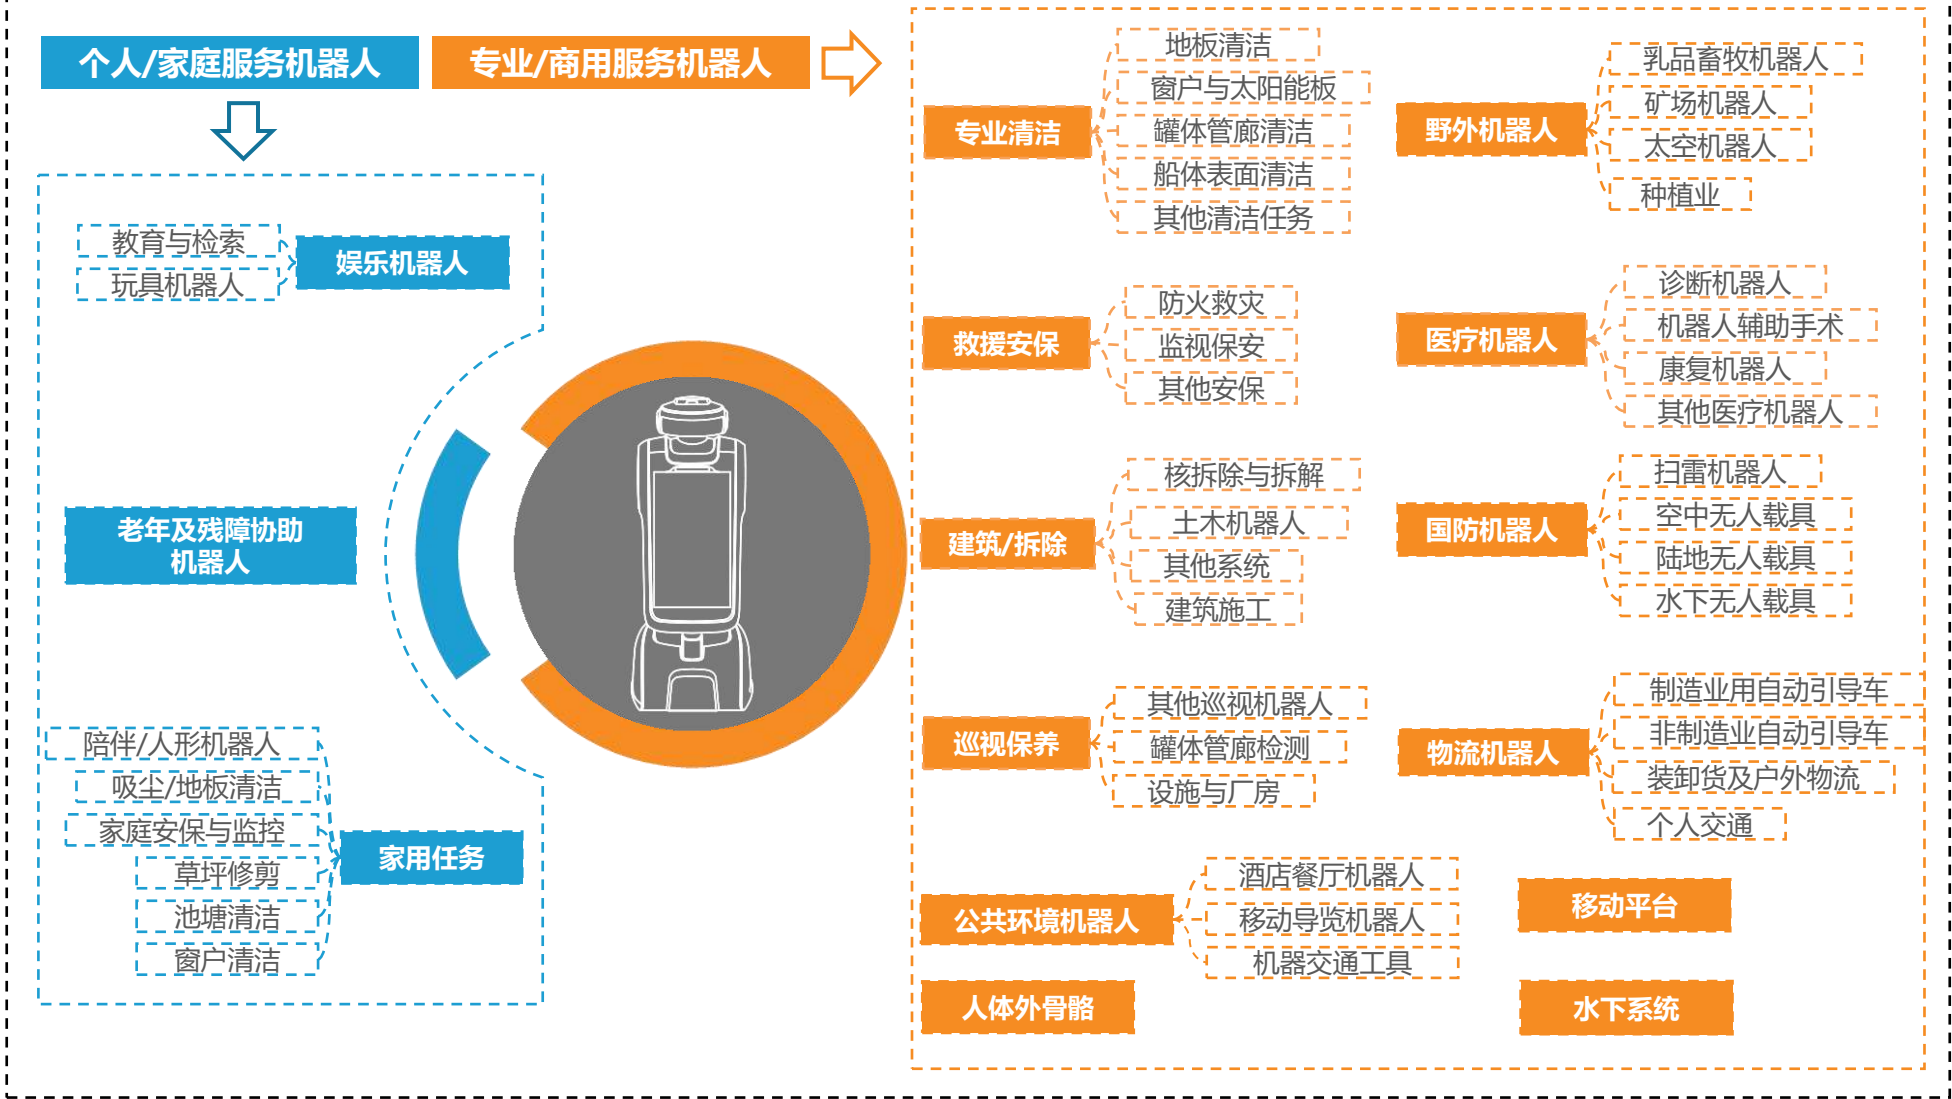 个人/家庭服务机器人
专业/商用服务机器人
教育与检索
玩具机器人
娱乐机器人
老年及残障协助
机器人
陪伴/人形机器人
吸尘/地板清洁
家庭安保与监控
草坪修剪
池塘清洁
窗户清洁
家用任务
专业清洁
地板清洁
窗户与太阳能板
罐体管廊清洁
船体表面清洁
其他清洁任务
救援安保
防火救灾
监视保安
其他安保
建筑/拆除
核拆除与拆解
土木机器人
其他系统
建筑施工
巡视保养
其他巡视机器人
罐体管廊检测
设施与厂房
公共环境机器人
酒店餐厅机器人
移动导览机器人
机器交通工具
人体外骨骼
野外机器人
乳品畜牧机器人
矿场机器人
太空机器人
种植业
医疗机器人
诊断机器人
机器人辅助手术
康复机器人
其他医疗机器人
国防机器人
扫雷机器人
空中无人载具
陆地无人载具
水下无人载具
物流机器人
制造业用自动引导车
非制造业自动引导车
装卸货及户外物流
个人交通
移动平台
水下系统